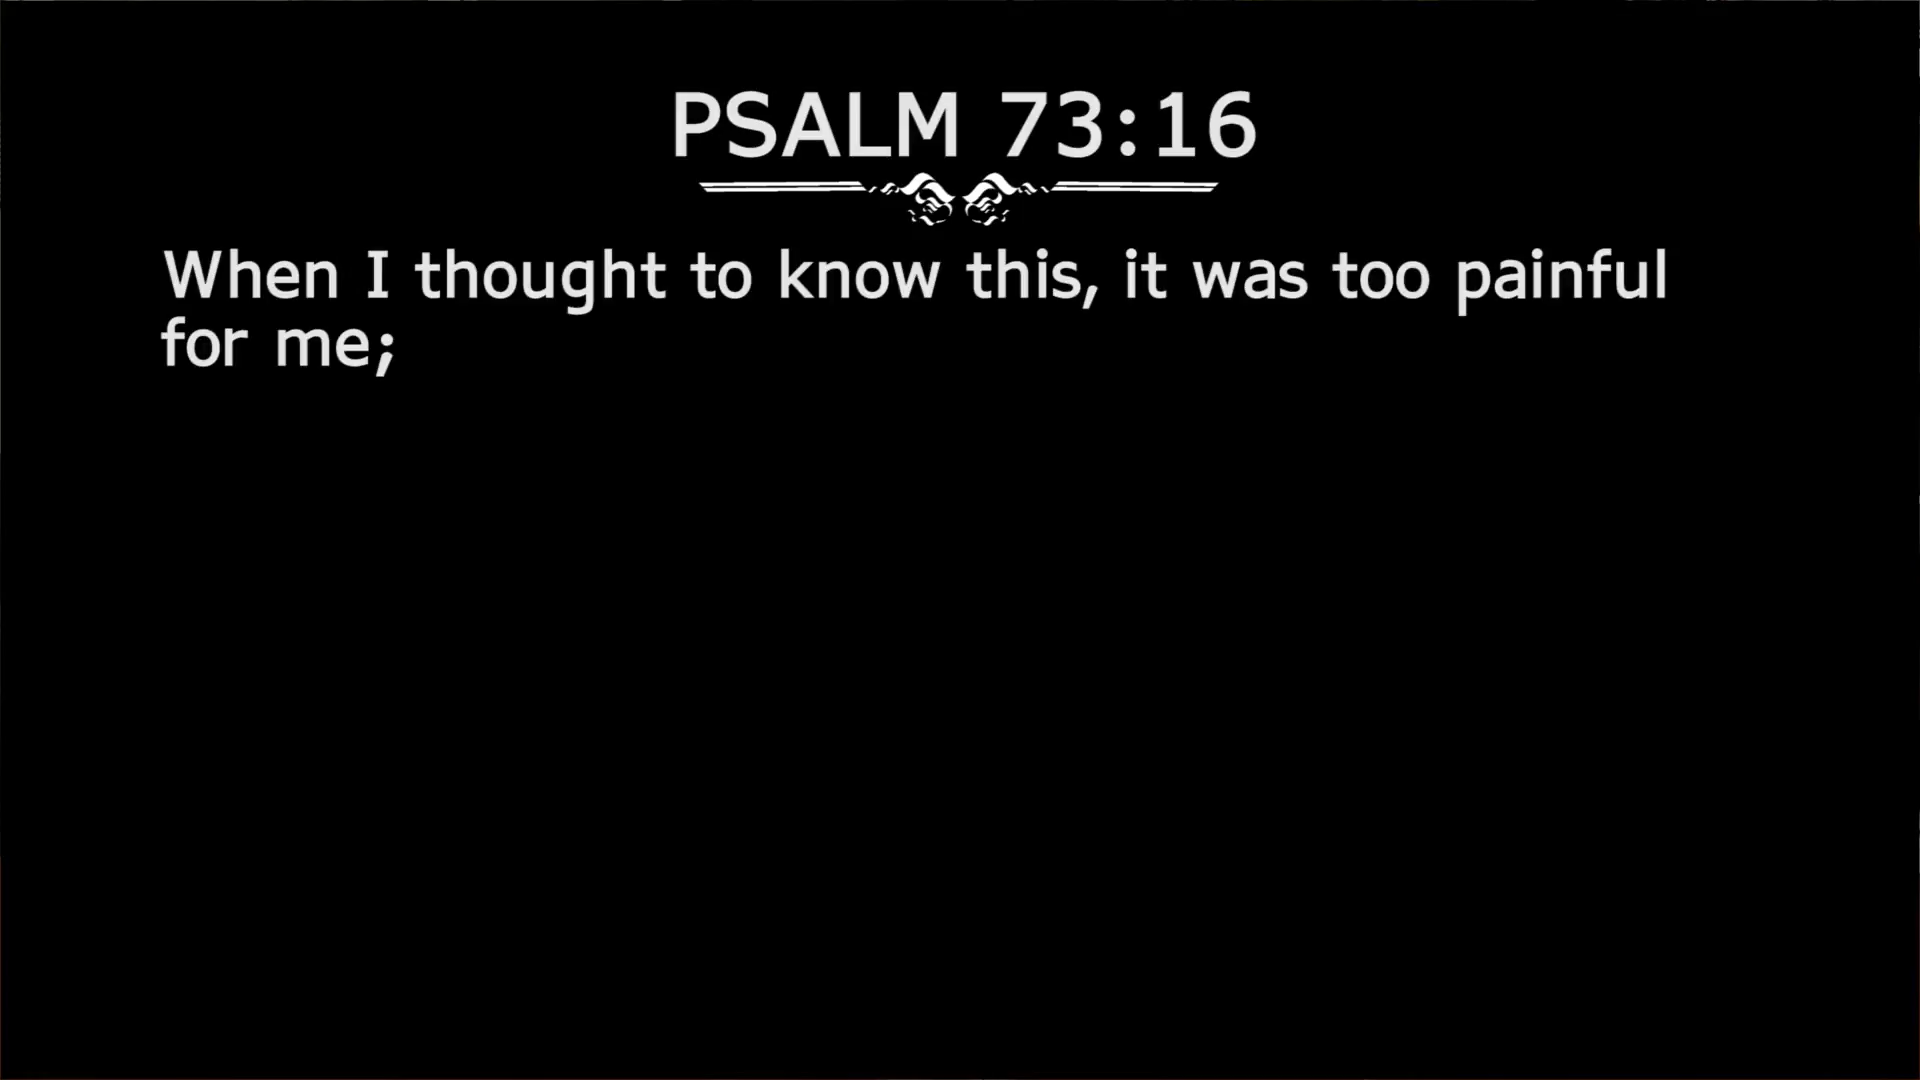 PSALM 73:16
When I thought to know this, it was too painful
for me;